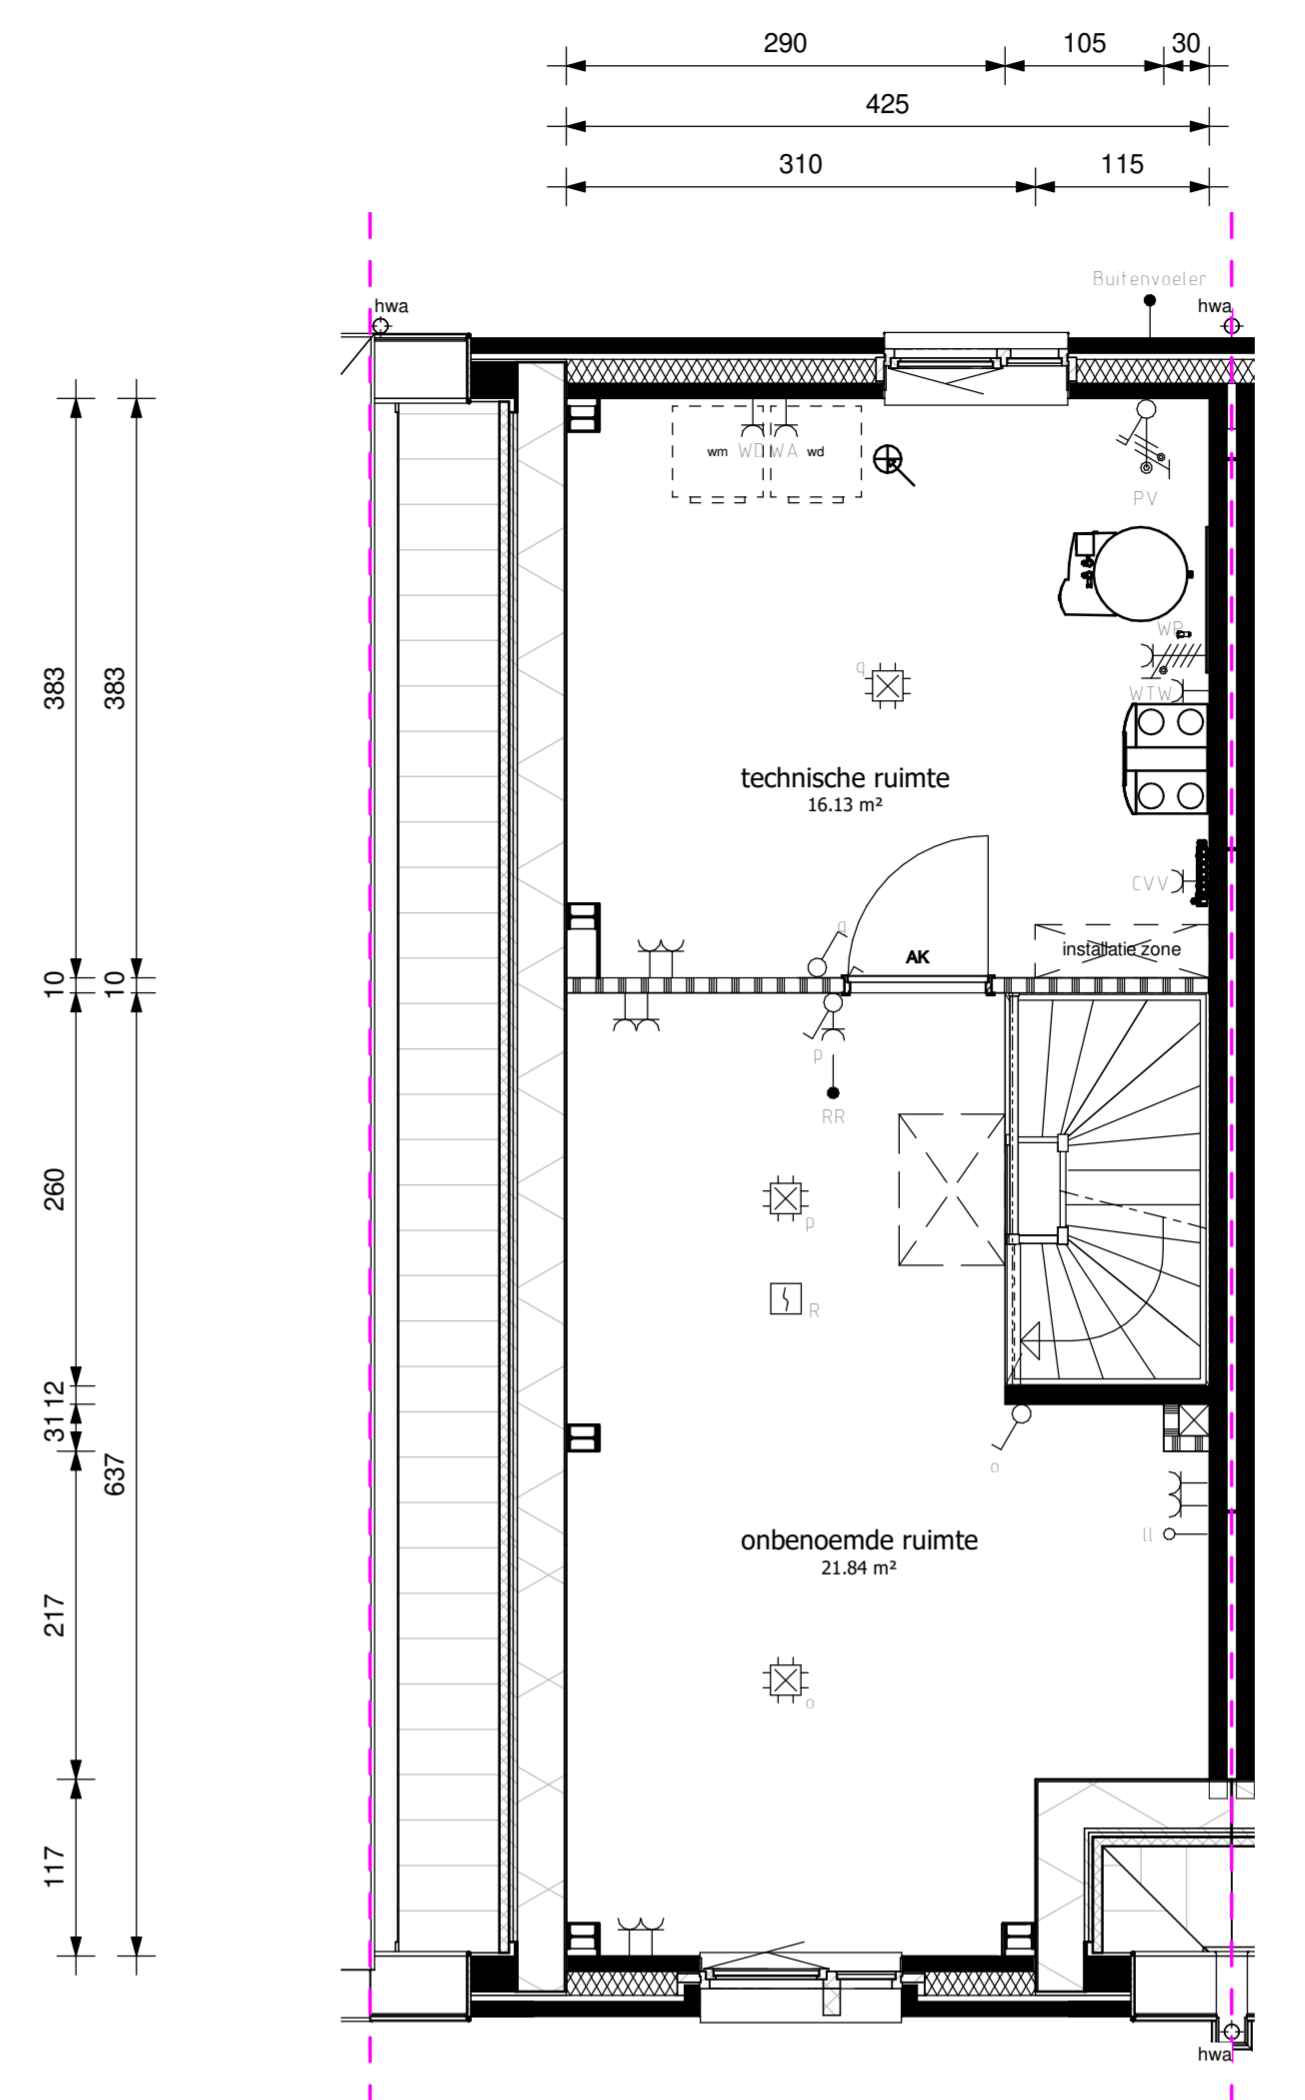 290
105
30
425
310
115
Buitenvoeler
hwa
hwa
wm
WD
WA
wd
PV
383
383
WP
q
WTW
technische ruimte
16.13 m²
CVV
q
AK
installatie zone
10
10
p
RR
260
p
R
12
31
637
o
onbenoemde ruimte
21.84 m²
ll
217
o
117
hwa